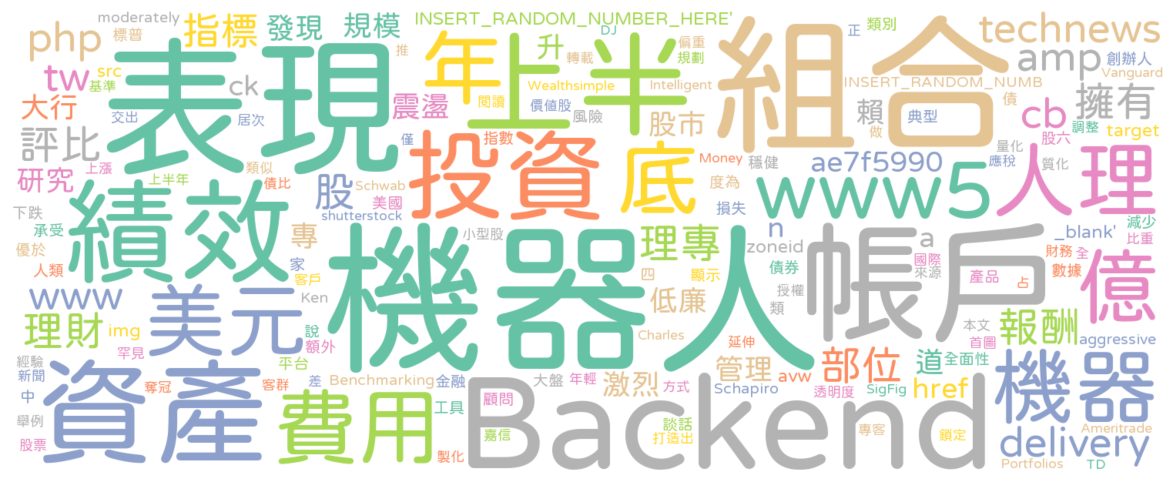 moderately
INSERT_RANDOM_NUMBER_HERE'
DJ
正
類別
technews
php
標普
指標
發現
規模
年
上半
升
推
轉載
偏重
規劃
組合
INSERT_RANDOM_NUMB
amp
創辦人
Vanguard
tw
src
基準
ck
表現
震盪
閱讀
Wealthsimple
價值股
風險
Intelligent
股市
賴
做
典型
債
cb
擁有
大行
交出
居次
僅
指數
量化
應稅
股六
調整
target
評比
投資
底
Money
度為
穩健
ae7f5990
質化
人理
研究
上漲
上半年
類似
債比
股
Schwab
美國
shutterstock
損失
www5
下跌
承受
優於
人類
績效
專
家
客戶
機器人
小型股
理專
四
顯示
n
zoneid
債券
授權
類
帳戶
a
國際
來源
_blank'
財務
全
數據
減少
比重
億
產品
占
www
美元
Ken
說
額外
低廉
Charles
延伸
本文
首圖
報酬
理財
img
罕見
平台
管理
部位
道
全面性
aggressive
經驗
新聞
中
奪冠
客群
差
Benchmarking
金融
大盤
年輕
方式
激烈
Schapiro
avw
透明度
SigFig
href
機器
舉例
股票
資產
費用
工具
製化
顧問
嘉信
Backend
談話
打造出
專客
鎖定
delivery
Ameritrade
Portfolios
TD